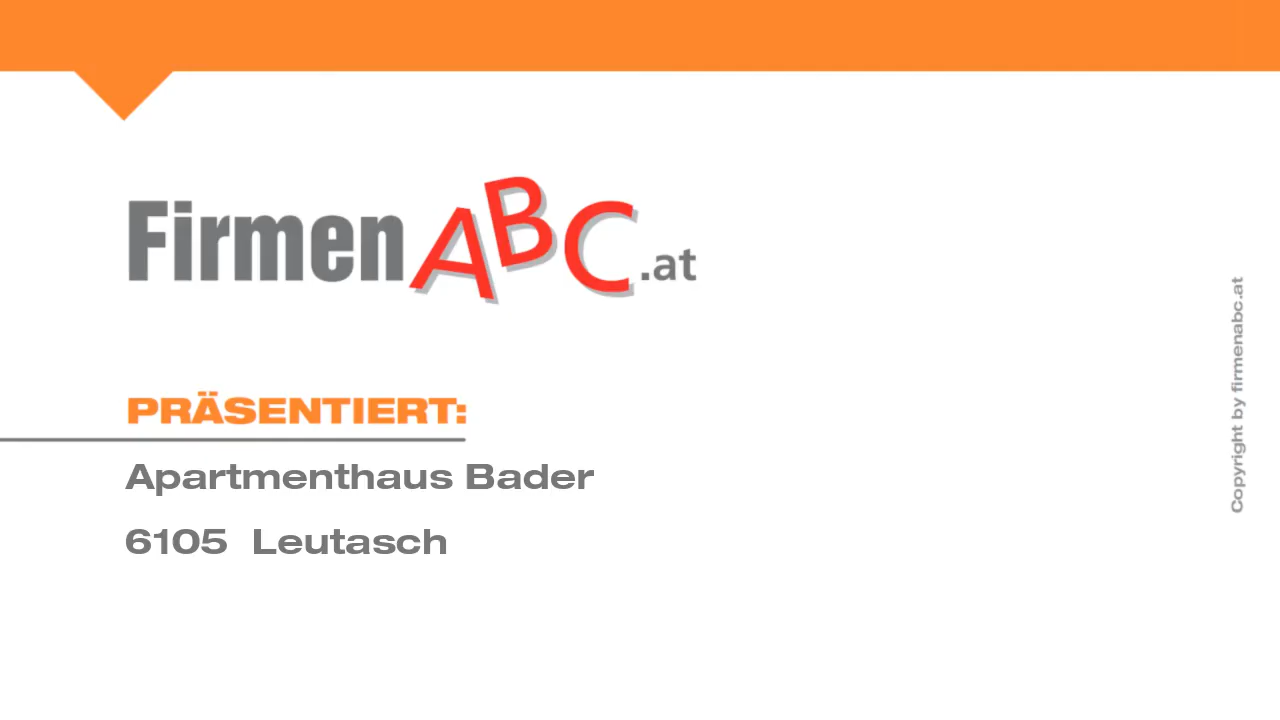 FirmenABC.at
PRÄSENTIERT:
Apartmenthaus Bader
6105 Leutasch
Copyright by firmenabc.at